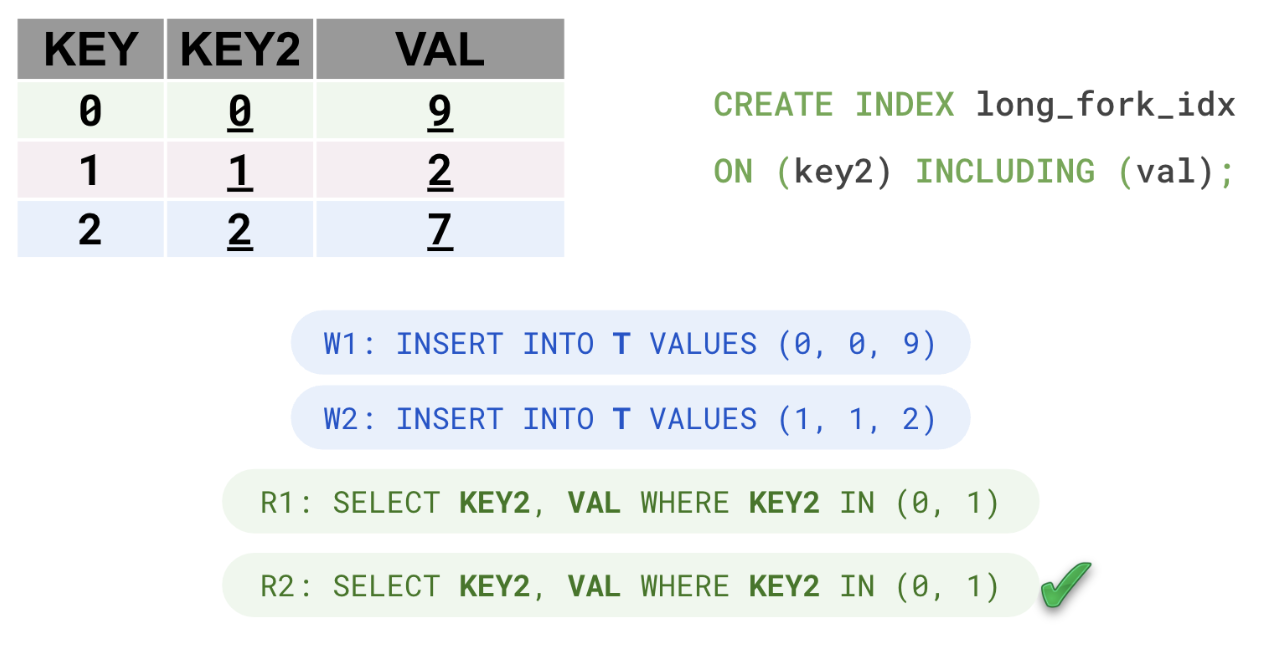 KEY KEY2 VAL
0 0 9
1 1 2
2 2 7
CREATE INDEX long_fork_idx
ON (key2) INCLUDING (val);
W1: INSERT INTO T VALUES (0, 0, 9)
W2: INSERT INTO T VALUES (1, 1, 2)
R1: SELECT KEY2, VAL WHERE KEY2 IN (0, 1)
R2: SELECT KEY2, VAL WHERE KEY2 IN (0, 1)